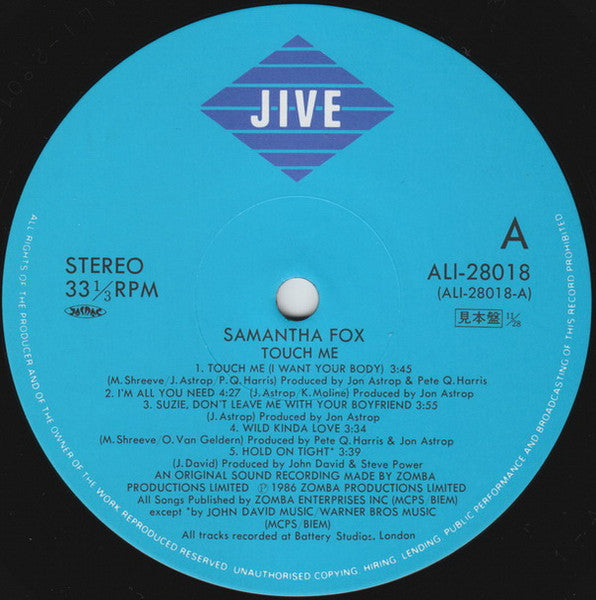 JIVE
A
STEREO
33 1/3 RPM
JASRAC
ALI-28018
(ALI-28018-A)
見本盤 11/28
SAMANTHA FOX
TOUCH ME
1. TOUCH ME (I WANT YOUR BODY) 3:45
(M. Shreeve/J. Astrop/P. Q. Harris) Produced by Jon Astrop & Pete Q. Harris
2. I'M ALL YOU NEED 4:27 (J. Astrop/K. Maline) Produced by Jon Astrop
3. SUZIE, DON'T LEAVE ME WITH YOUR BOYFRIEND 3:55
(J. Astrop) Produced by Jon Astrop
4. WILD KINDA LOVE 3:34
(M. Shreeve/O. Van Geldern) Produced by Pete Q. Harris & Jon Astrop
5. HOLD ON TIGHT* 3:39
(J. David) Produced by John David & Steve Power
AN ORIGINAL SOUND RECORDING MADE BY ZOMBA
PRODUCTIONS LIMITED ℗ 1986 ZOMBA PRODUCTIONS LIMITED
All Songs Published by ZOMBA ENTERPRISES INC (MCPS/BIEM)
except *by JOHN DAVID MUSIC/WARNER BROS MUSIC
(MCPS/BIEM)
All tracks recorded at Battery Studios, London
ALL RIGHTS OF THE PRODUCER AND OF THE OWNER OF THE WORK REPRODUCED RESERVED UNAUTHORISED COPYING, HIRING, LENDING, PUBLIC PERFORMANCE AND BROADCASTING OF THIS RECORD PROHIBITED